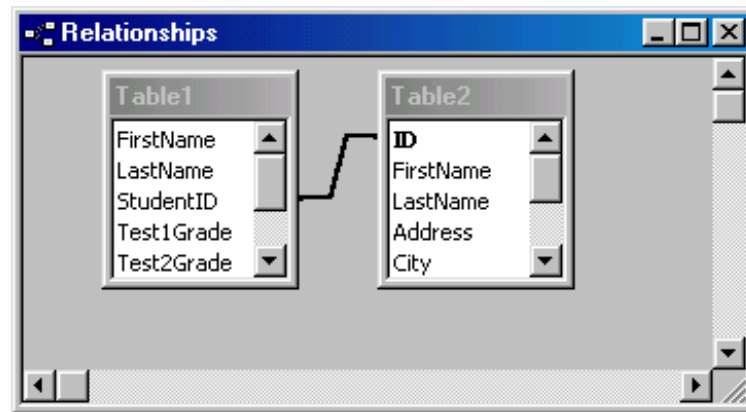 Relationships
Table1
FirstName
LastName
StudentID
Test1Grade
Test2Grade
Table2
ID
FirstName
LastName
Address
City